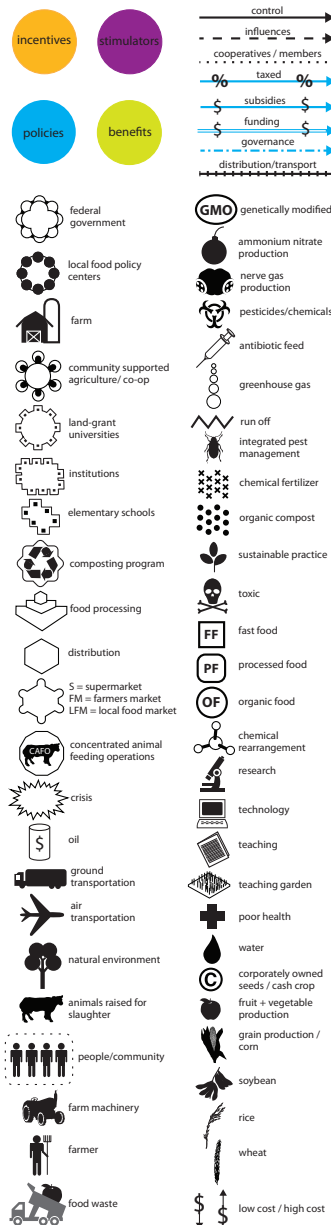 incentives
stimulators
policies
benefits
control
influences
cooperatives / members
% taxed %
$ subsidies $
$ funding $
governance
distribution/transport
federal
government
local food policy
centers
farm
community supported
agriculture/ co-op
land-grant
universities
institutions
elementary schools
composting program
food processing
distribution
S = supermarket
FM = farmers market
LFM = local food market
CAFO
concentrated animal
feeding operations
crisis
$
oil
ground
transportation
air
transportation
natural environment
animals raised for
slaughter
people/community
farm machinery
farmer
food waste
GMO
genetically modified
ammonium nitrate
production
nerve gas
production
pesticides/chemicals
antibiotic feed
greenhouse gas
run off
integrated pest
management
chemical fertilizer
organic compost
sustainable practice
toxic
FF
fast food
PF
processed food
OF
organic food
chemical
rearrangement
research
technology
teaching
teaching garden
poor health
water
©
corporately owned
seeds / cash crop
fruit + vegetable
production
grain production /
corn
soybean
rice
wheat
$ $
low cost / high cost